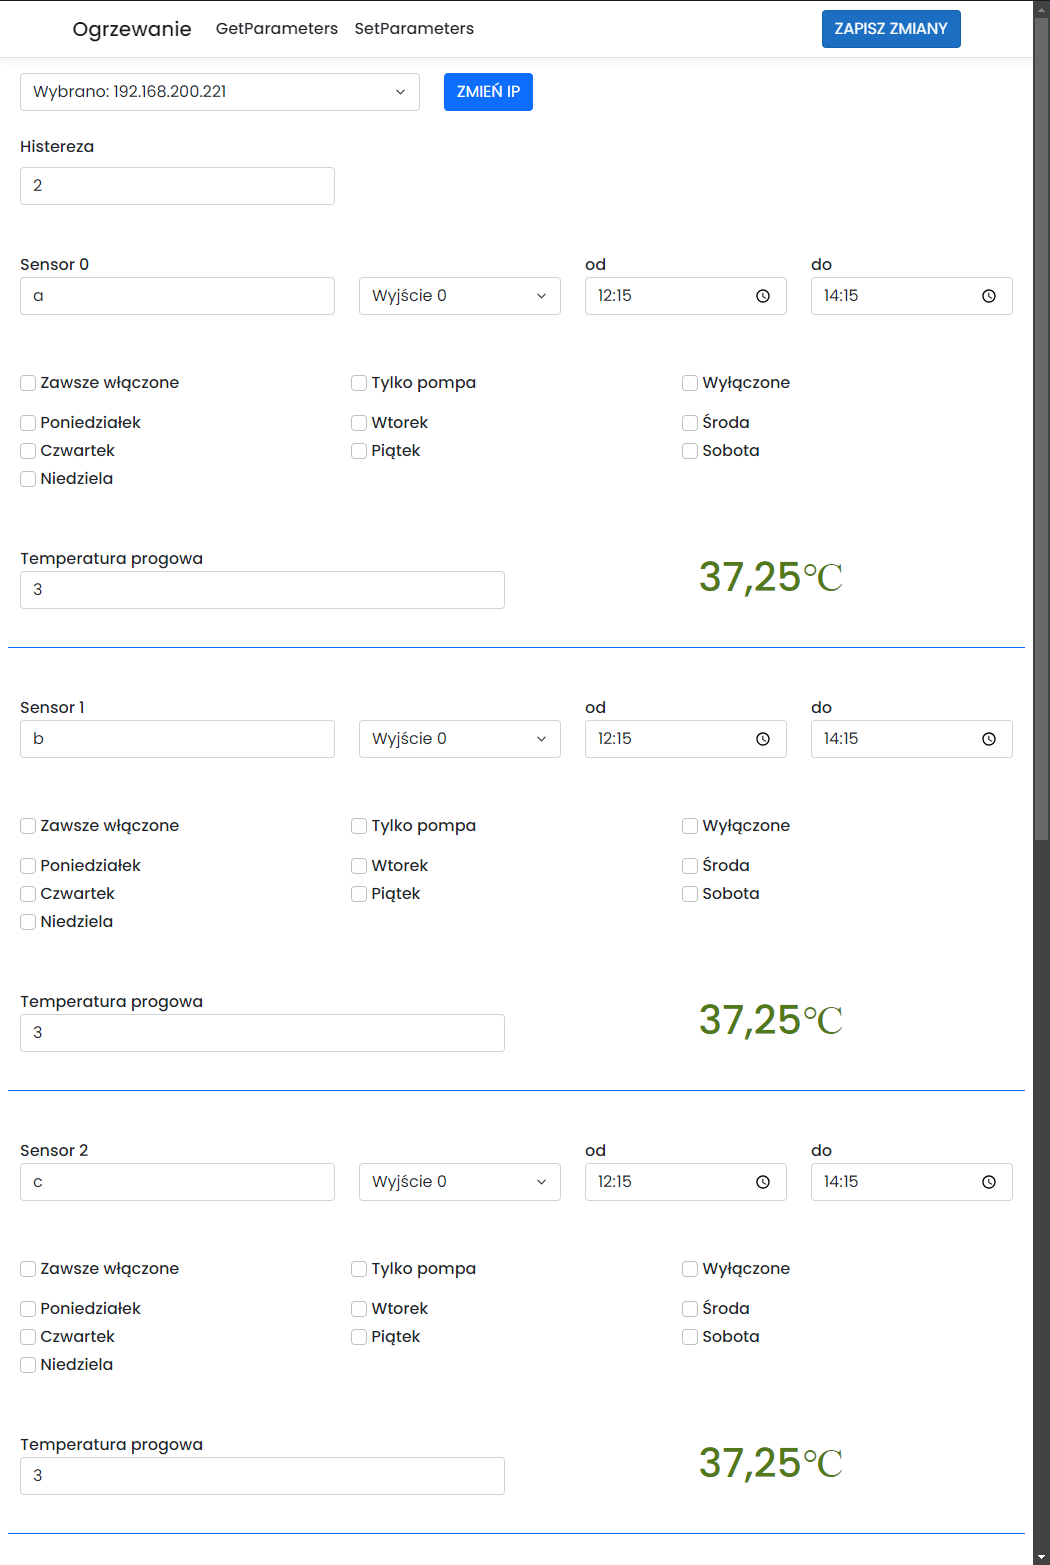 Ogrzewanie GetParameters SetParameters ZAPISZ ZMIANY
Wybrano: 192.168.200.221 ZMIEŃ IP
Histereza
2
Sensor 0 od do
a Wyjście 0 12:15 14:15
Zawsze włączone Tylko pompa Wyłączone
Poniedziałek Wtorek Środa
Czwartek Piątek Sobota
Niedziela
Temperatura progowa
3 37,25°C
Sensor 1 od do
b Wyjście 0 12:15 14:15
Zawsze włączone Tylko pompa Wyłączone
Poniedziałek Wtorek Środa
Czwartek Piątek Sobota
Niedziela
Temperatura progowa
3 37,25°C
Sensor 2 od do
c Wyjście 0 12:15 14:15
Zawsze włączone Tylko pompa Wyłączone
Poniedziałek Wtorek Środa
Czwartek Piątek Sobota
Niedziela
Temperatura progowa
3 37,25°C